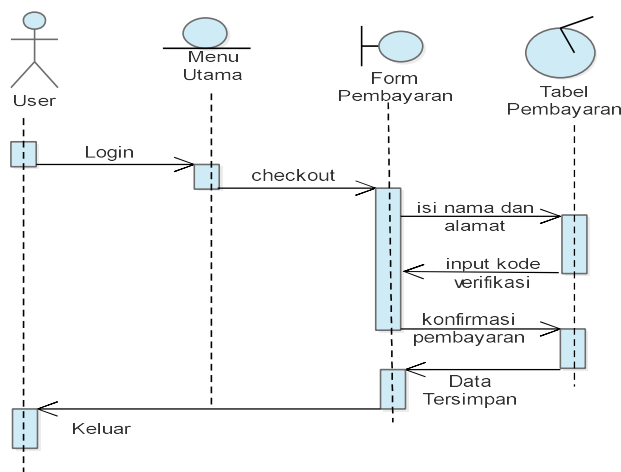 User
Menu
Utama
Form
Pembayaran
Tabel
Pembayaran
Login
checkout
isi nama dan
alamat
input kode
verifikasi
konfirmasi
pembayaran
Data
Tersimpan
Keluar